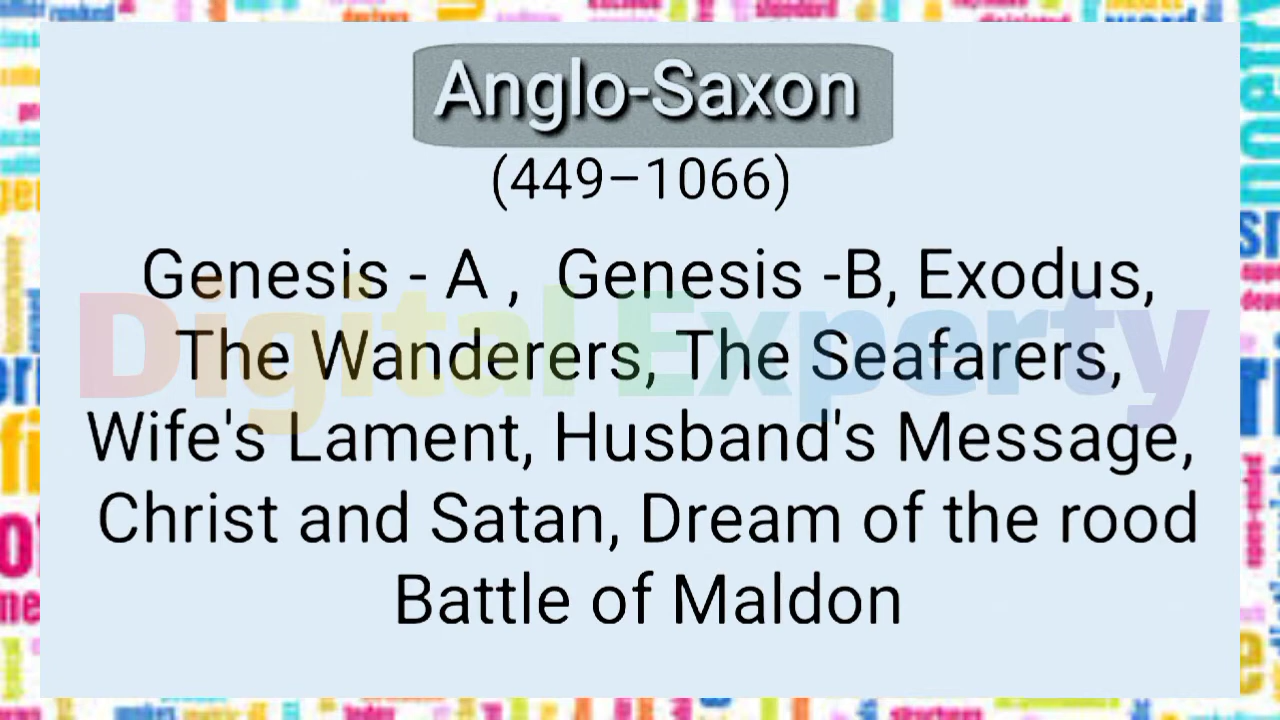 Anglo-Saxon
(449–1066)
Genesis - A , Genesis -B, Exodus,
The Wanderers, The Seafarers,
Wife's Lament, Husband's Message,
Christ and Satan, Dream of the rood
Battle of Maldon
Digital Experty